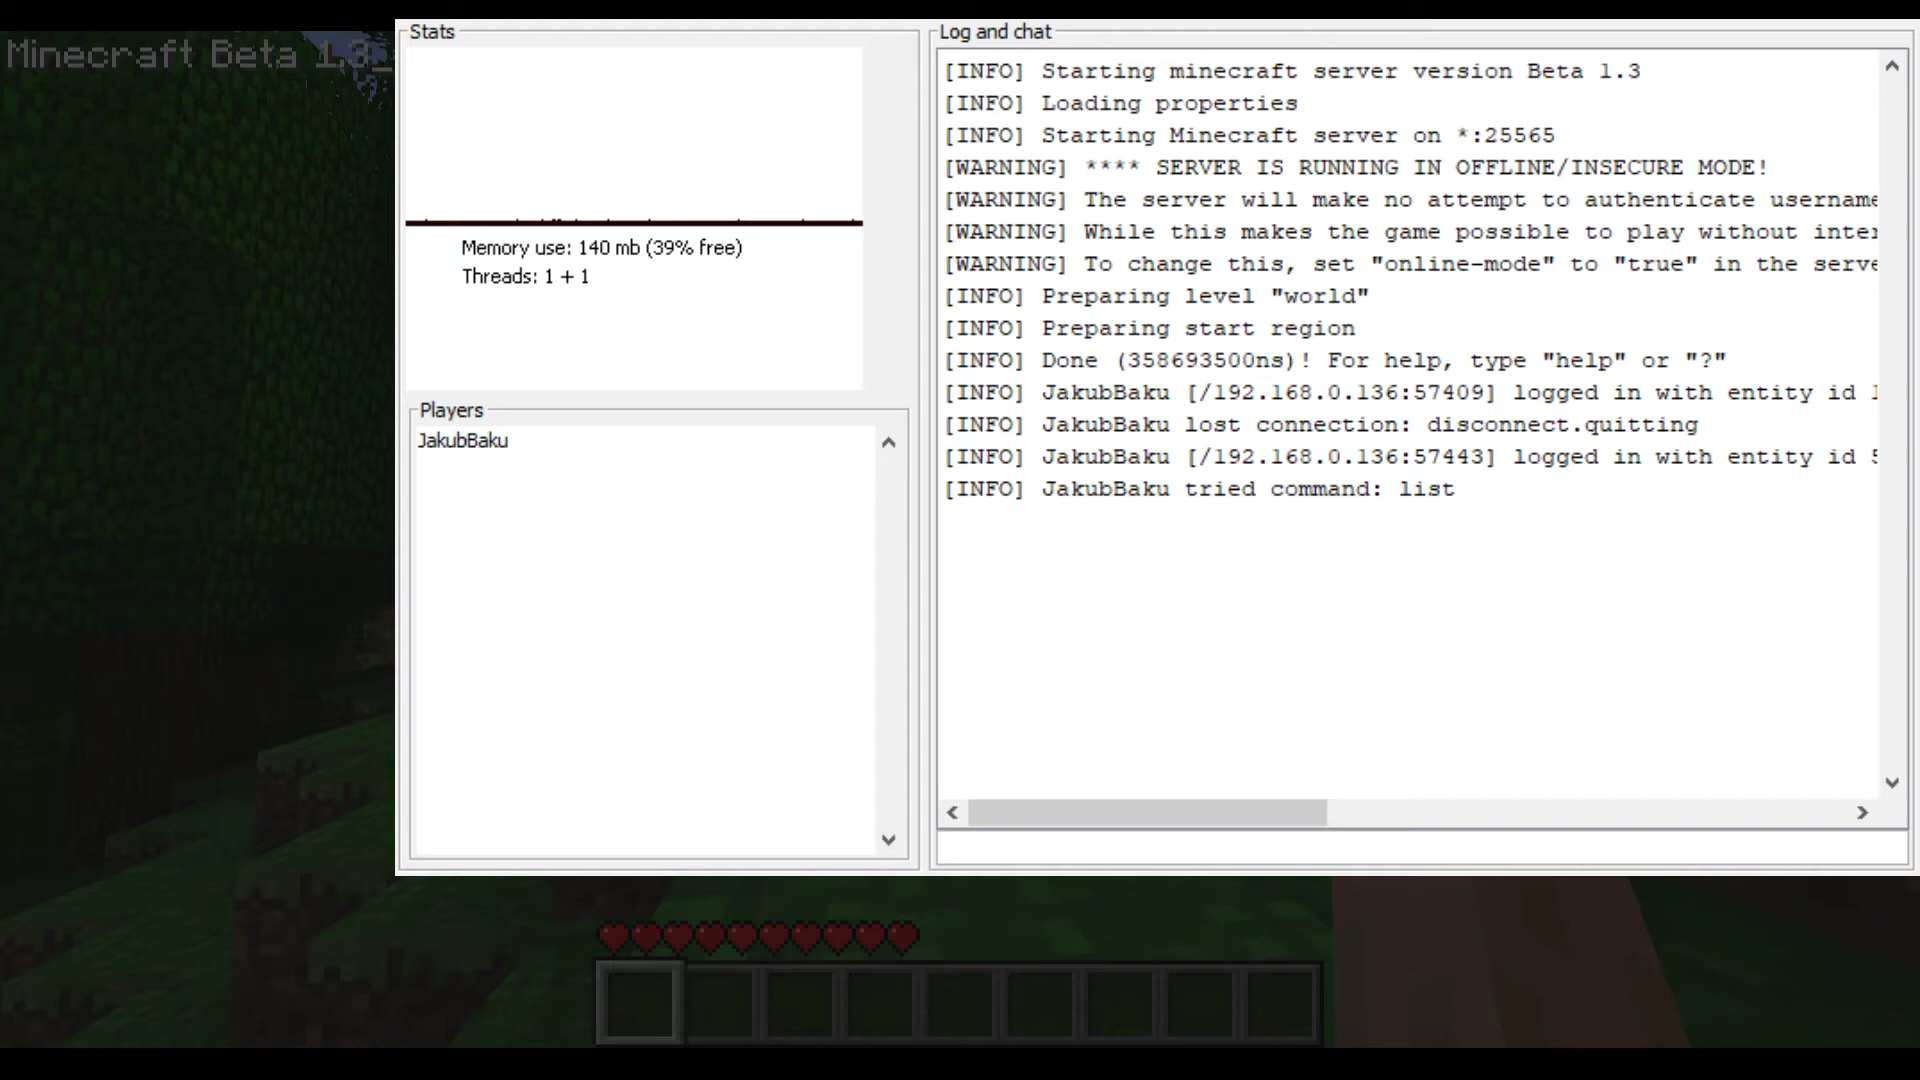 Minecraft Beta 1.3_
Stats
Memory use: 140 mb (39% free)
Threads: 1 + 1
Players
JakubBaku
Log and chat
[INFO] Starting minecraft server version Beta 1.3
[INFO] Loading properties
[INFO] Starting Minecraft server on *:25565
[WARNING] **** SERVER IS RUNNING IN OFFLINE/INSECURE MODE!
[WARNING] The server will make no attempt to authenticate username
[WARNING] While this makes the game possible to play without inter
[WARNING] To change this, set "online-mode" to "true" in the serve
[INFO] Preparing level "world"
[INFO] Preparing start region
[INFO] Done (358693500ns)! For help, type "help" or "?"
[INFO] JakubBaku [/192.168.0.136:57409] logged in with entity id
[INFO] JakubBaku lost connection: disconnect.quitting
[INFO] JakubBaku [/192.168.0.136:57443] logged in with entity id
[INFO] JakubBaku tried command: list